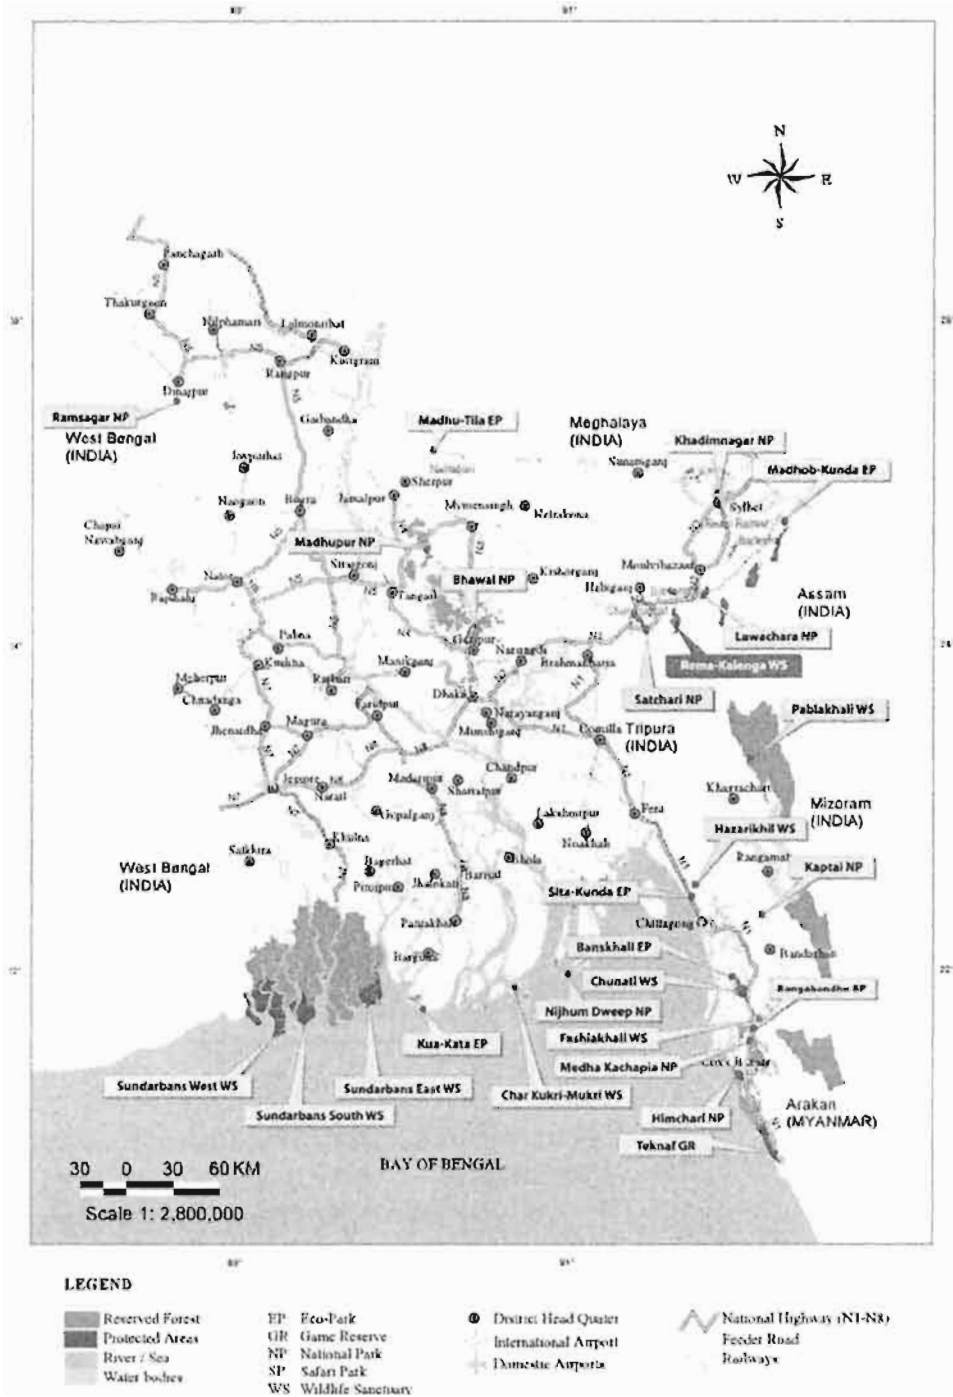 N
W E
S
Panchagarh
Thakurgaon
Nilphamari
Lalmonirhat
Kurigram
Rangpur
Dinajpur
Ramsagar NP
West Bengal
(INDIA)
Gaibandha
Madhu-Tila EP
Meghalaya
(INDIA)
Khadimnagar NP
Sunamganj
Madhob-Kunda EP
Joypurhat
Sherpur
Jamalpur
Naogaon
Bogra
Mymensingh
Netrakona
Sylhet
Chapai
Nawabganj
Madhupur NP
Sirajgonj
Bhawal NP
Kishorganj
Moulvibazar
Natore
Rajshahi
Tangail
Habiganj
Assam
(INDIA)
Lawachara NP
Pabna
Gazipur
Narsingdi
Brahmanbaria
Rema-Kalenga WS
Kushtia
Manikganj
Meherpur
Rajbari
Dhaka
Satchari NP
Chuadanga
Faridpur
Narayanganj
Pablakhali WS
Jhenaidha
Magura
Munshiganj
Comilla
Tripura
(INDIA)
Chandpur
Jessore
Narail
Madaripur
Shariatpur
Khagrachari
Mizoram
(INDIA)
Gopalganj
Lakshmipur
Feni
Noakhali
Hazarikhil WS
Khulna
Satkhira
West Bengal
(INDIA)
Bagerhat
Bhola
Rangamati
Kaptai NP
Pirojpur
Jhalokati
Barisal
Sita-Kunda EP
Patuakhali
Chittagong
Barguna
Banskhali EP
Bandarban
Chunati WS
Bangabandhu SP
Nijhum Dweep NP
Fashiakhali WS
Kua-Kata EP
Medha Kachapia NP
Cox's Bazar
Sundarbans West WS
Sundarbans East WS
Char Kukri-Mukri WS
Sundarbans South WS
Himchari NP
Arakan
(MYANMAR)
Teknaf GR
BAY OF BENGAL
30 0 30 60 KM
Scale 1: 2,800,000
LEGEND
Reserved Forest
Protected Areas
River / Sea
Water bodies
EP Eco-Park
GR Game Reserve
NP National Park
SP Safari Park
WS Wildlife Sanctuary
District Head Quater
International Airport
Domestic Airports
National Highway (N1-N8)
Feeder Road
Railways